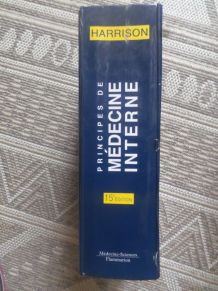 HARRISON
PRINCIPES DE
MÉDECINE
INTERNE
15e ÉDITION
Médecine-Sciences
Flammarion